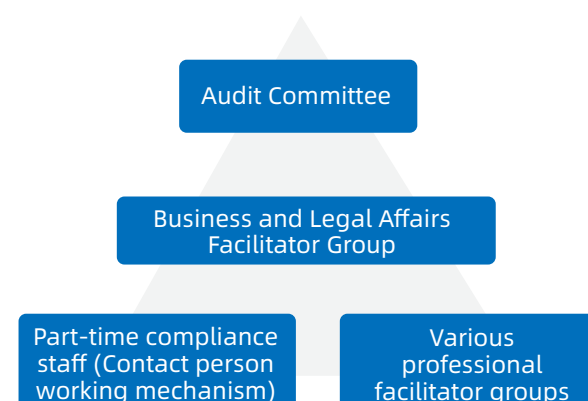 Audit Committee
Business and Legal Affairs
Facilitator Group
Part-time compliance
staff (Contact person
working mechanism)
Various
professional
facilitator groups